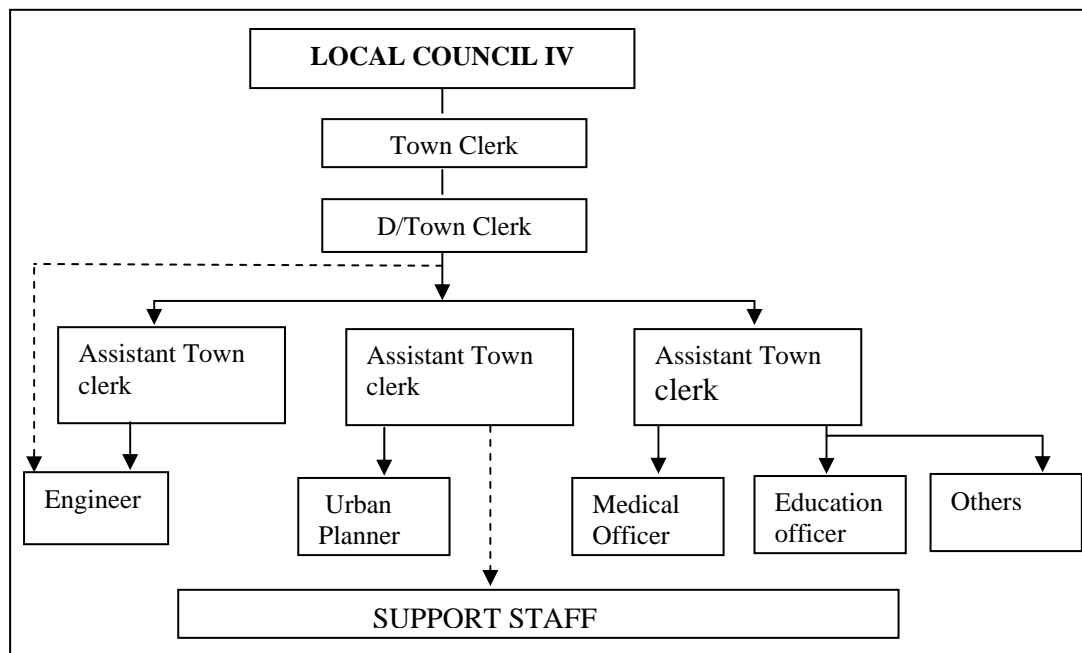 LOCAL COUNCIL IV
Town Clerk
D/Town Clerk
Assistant Town
clerk
Assistant Town
clerk
Assistant Town
clerk
Engineer
Urban
Planner
Medical
Officer
Education
officer
Others
SUPPORT STAFF